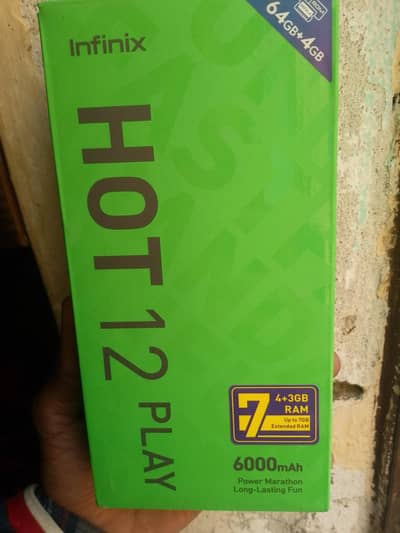 Infinix
64GB+4GB
HOT 12 PLAY
7
4+3GB
RAM
Up to 7GB
Extended RAM
6000mAh
Power Marathon
Long-Lasting Fun